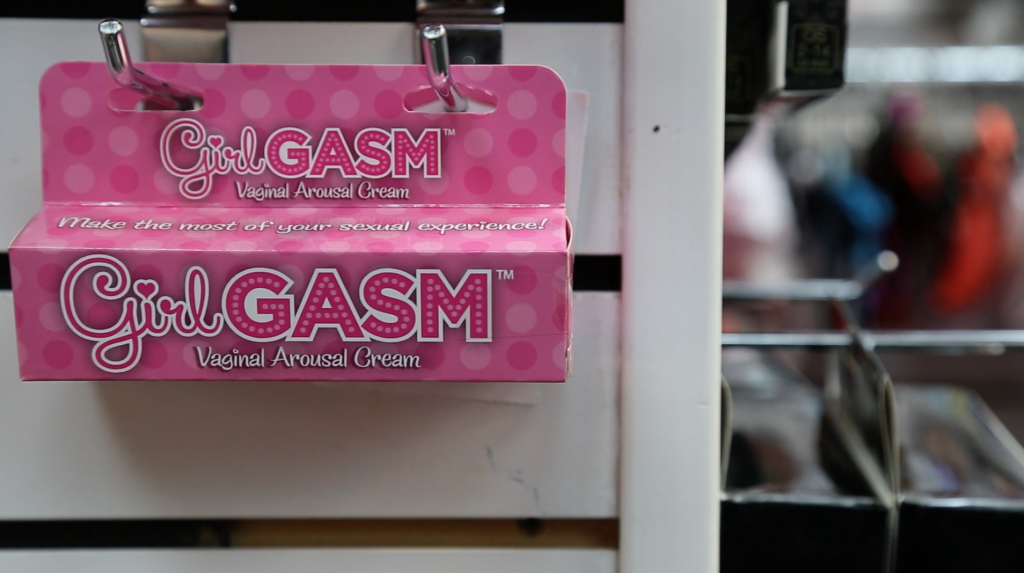 GirlGASM™
Vaginal Arousal Cream
Make the most of your sexual experience!
GirlGASM™
Vaginal Arousal Cream